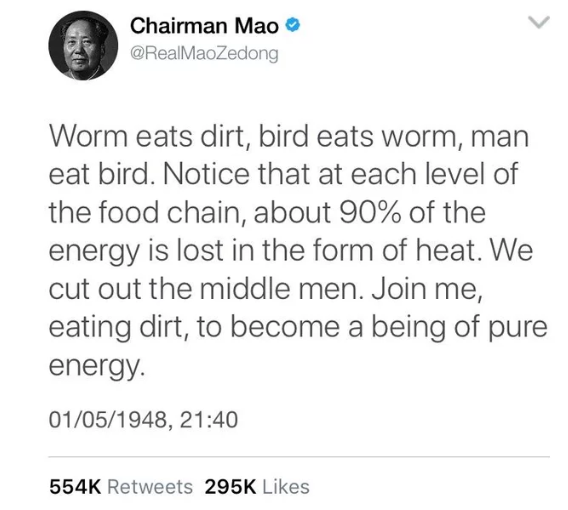 Chairman Mao
@RealMaoZedong
Worm eats dirt, bird eats worm, man
eat bird. Notice that at each level of
the food chain, about 90% of the
energy is lost in the form of heat. We
cut out the middle men. Join me,
eating dirt, to become a being of pure
energy.
01/05/1948, 21:40
554K Retweets 295K Likes